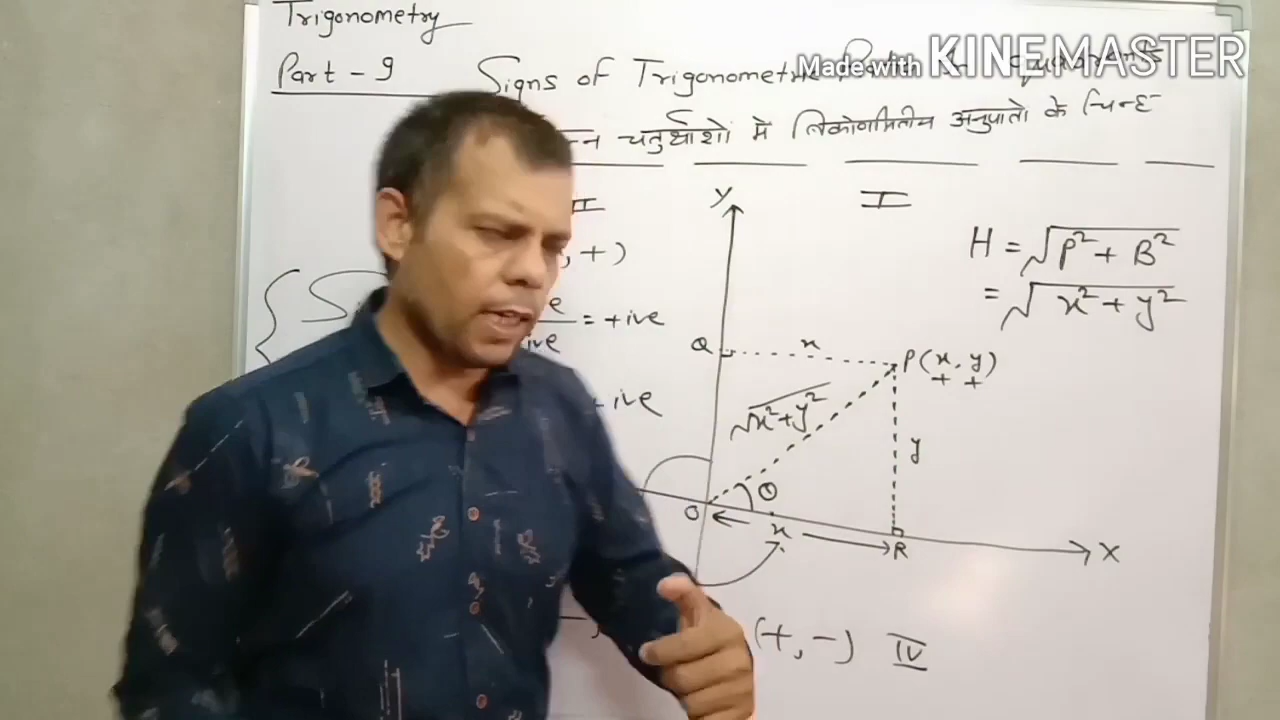 Trigonometry
Part - 9 Signs of Trigonometric
Made with KINEMASTER
चतुर्थांशों में त्रिकोणमितीय अनुपातों के चिन्ह
II
, +)
= +ive
+ive
Y
I
H = √P² + B²
= √x² + y²
Q
x
P(x, y)
+ +
√x²+y²
y
θ
O
x
R
X
(+, -) IV